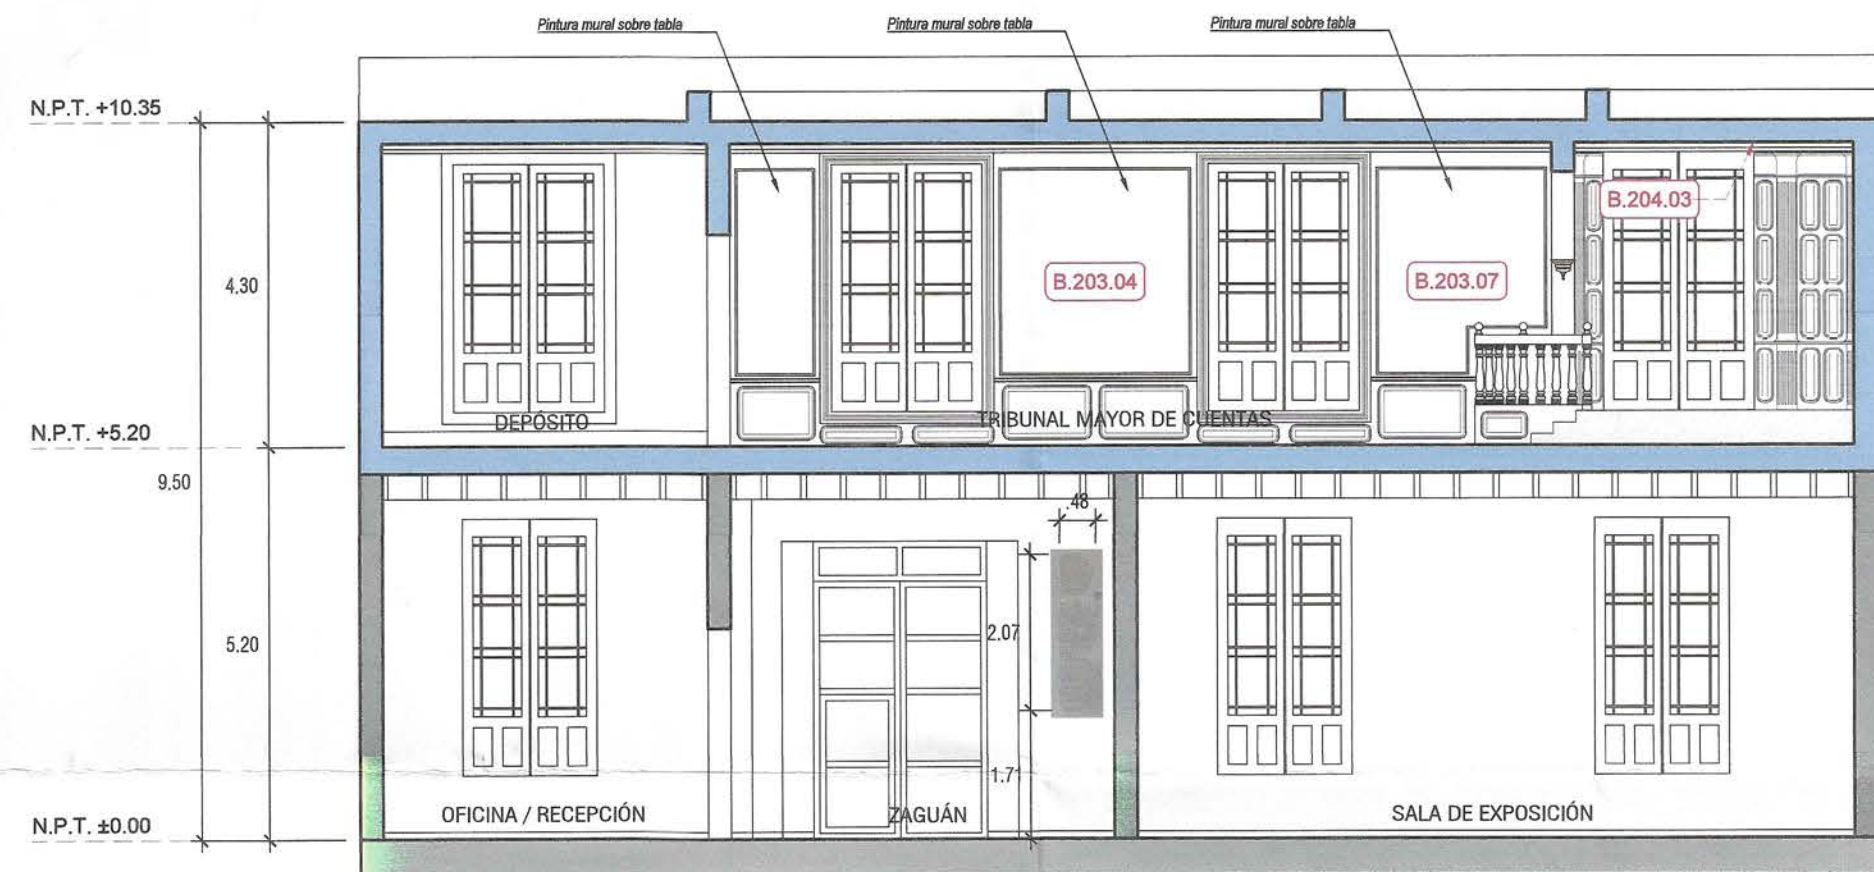 Pintura mural sobre tabla
Pintura mural sobre tabla
Pintura mural sobre tabla
N.P.T. +10.35
B.204.03
4.30
B.203.04
B.203.07
DEPÓSITO
TRIBUNAL MAYOR DE CUENTAS
N.P.T. +5.20
9.50
.48
2.07
5.20
1.71
OFICINA / RECEPCIÓN
ZAGUÁN
SALA DE EXPOSICIÓN
N.P.T. ±0.00